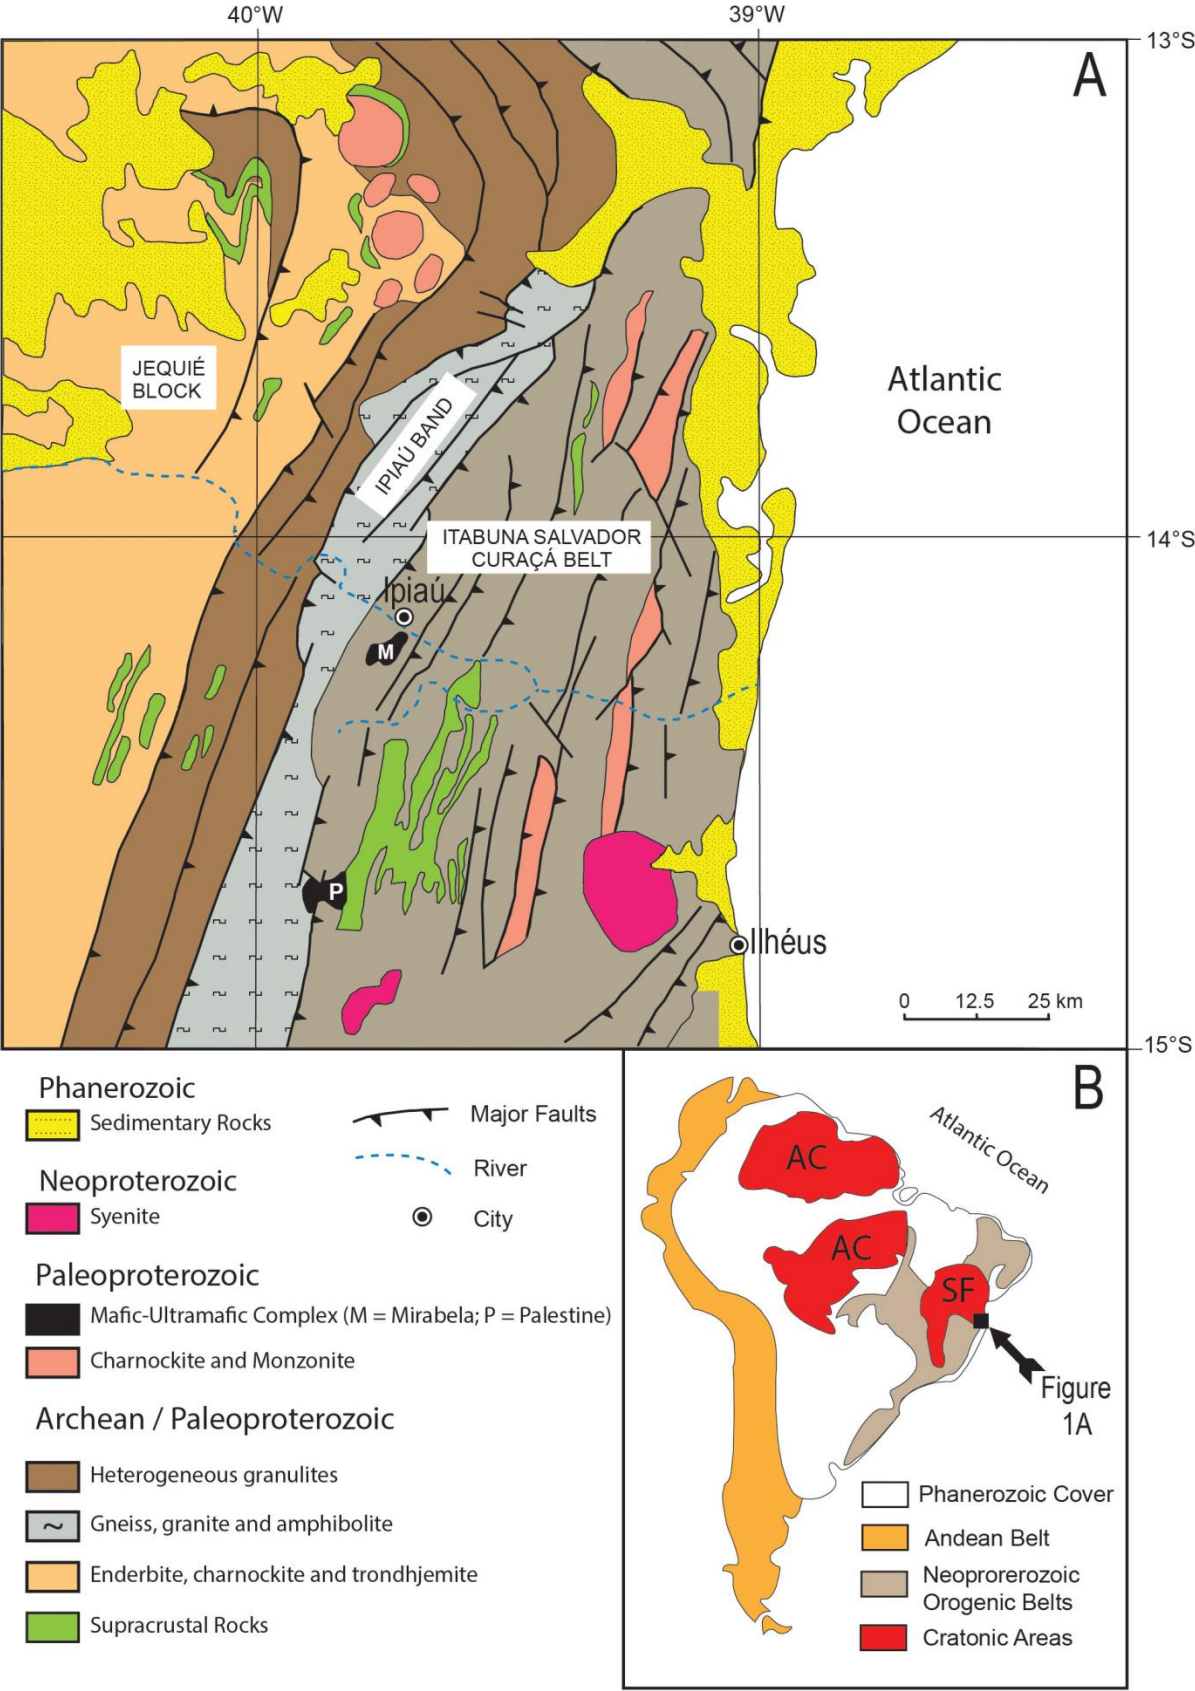 40°W
39°W
13°S
A
JEQUIÉ
BLOCK
Atlantic
Ocean
IPIAÚ BAND
ITABUNA SALVADOR
CURAÇÁ BELT
14°S
Ipiaú
M
P
Ilhéus
0 12.5 25 km
15°S
Phanerozoic
Sedimentary Rocks
Major Faults
River
Neoproterozoic
Syenite
City
Paleoproterozoic
Mafic-Ultramafic Complex (M = Mirabela; P = Palestine)
Charnockite and Monzonite
Archean / Paleoproterozoic
Heterogeneous granulites
~ Gneiss, granite and amphibolite
Enderbite, charnockite and trondhjemite
Supracrustal Rocks
B
Atlantic Ocean
AC
AC
SF
Figure
1A
Phanerozoic Cover
Andean Belt
Neoprorerozoic
Orogenic Belts
Cratonic Areas